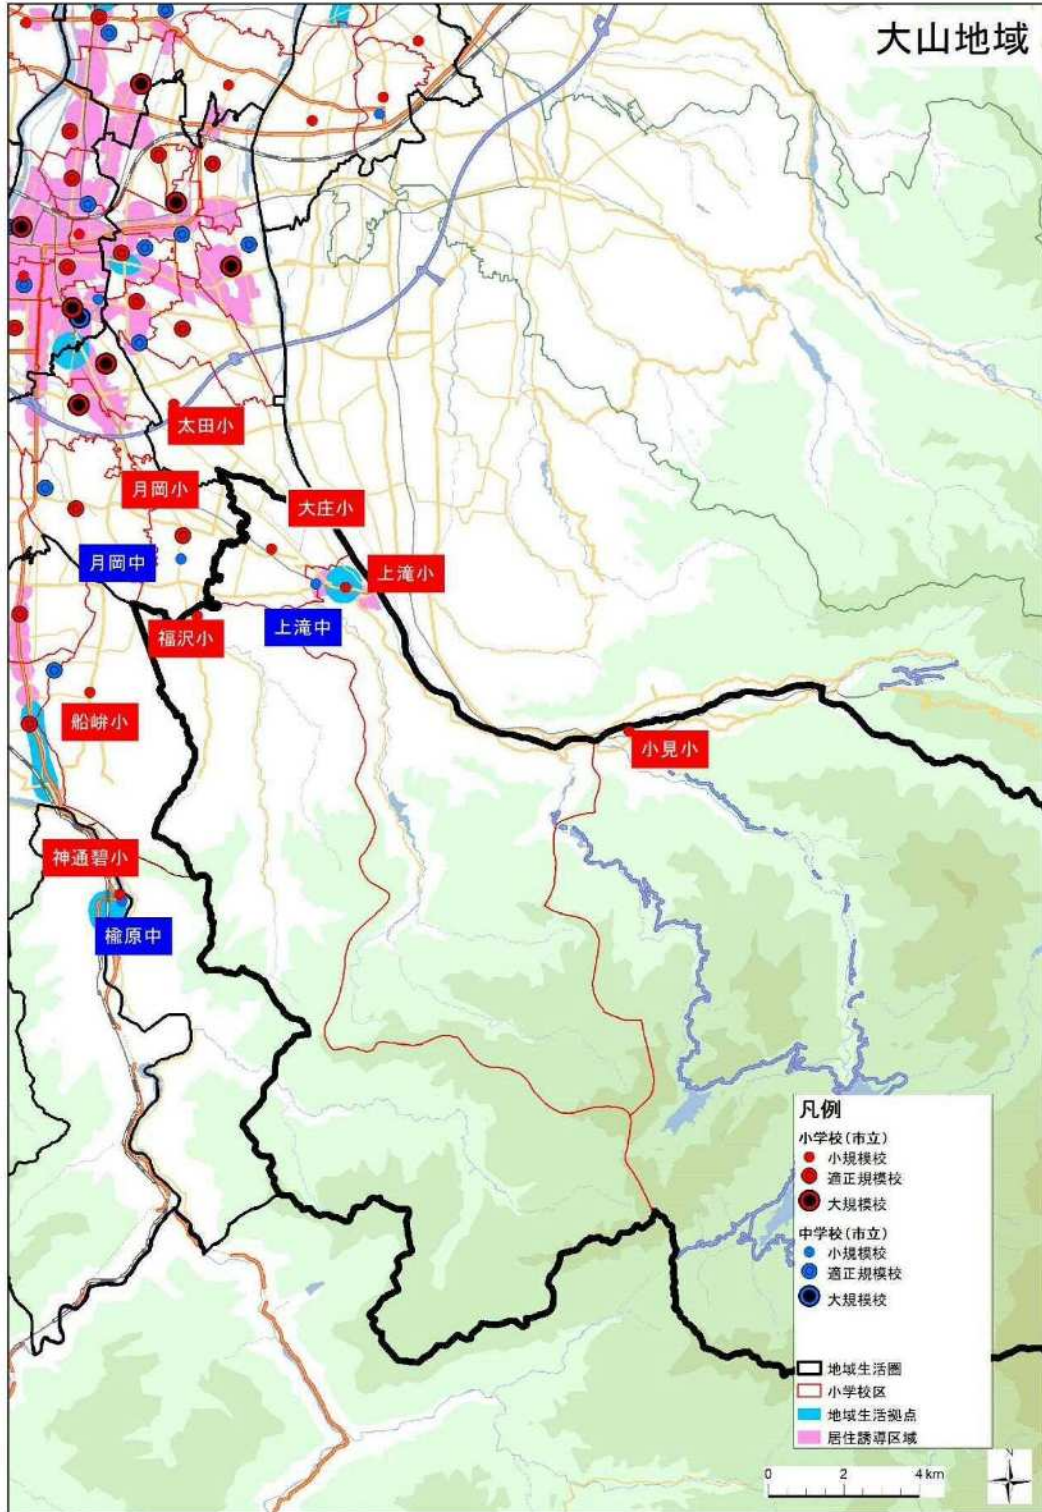 大山地域
太田小
月岡小
大庄小
月岡中
上滝小
福沢小
上滝中
船峅小
小見小
神通碧小
楡原中
凡例
小学校(市立)
小規模校
適正規模校
大規模校
中学校(市立)
小規模校
適正規模校
大規模校
地域生活圏
小学校区
地域生活拠点
居住誘導区域
0 2 4 km
N